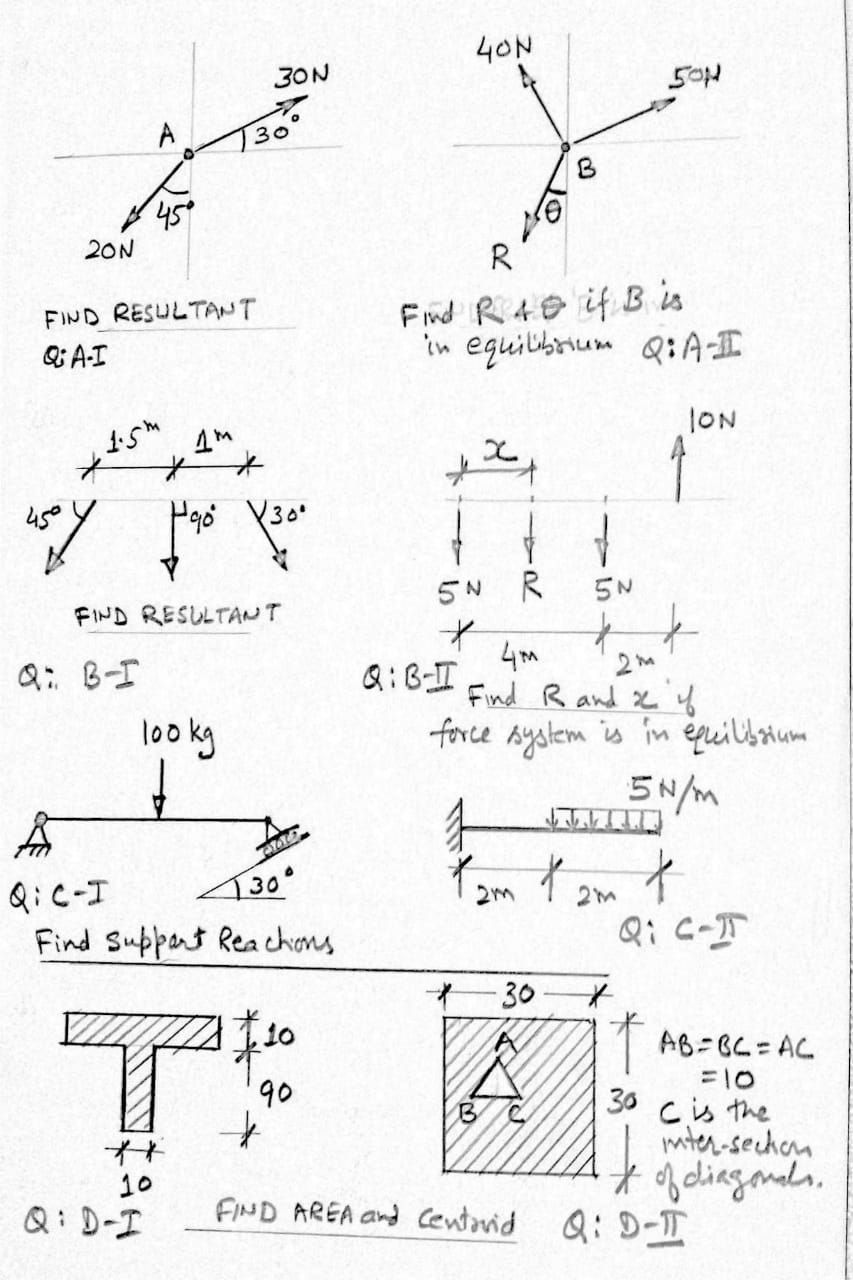 30N
A
30°
45°
20N
FIND RESULTANT
Q:A-I
40N
50N
B
θ
R
Find R & θ if B is
in equilibrium Q:A-II
1.5m 1m
45° 90° 30°
FIND RESULTANT
Q: B-I
10N
x
5N R 5N
4m 2m
Q:B-II Find R and x if
force system is in equilibrium
100 kg
30°
Q: C-I
5 N/m
2m 2m
Q: C-II
Find Support Reactions
10
90
10
Q: D-I
FIND AREA and Centroid
30
A
B C
30
AB=BC=AC
=10
C is the
inter-section
of diagonals.
Q: D-II